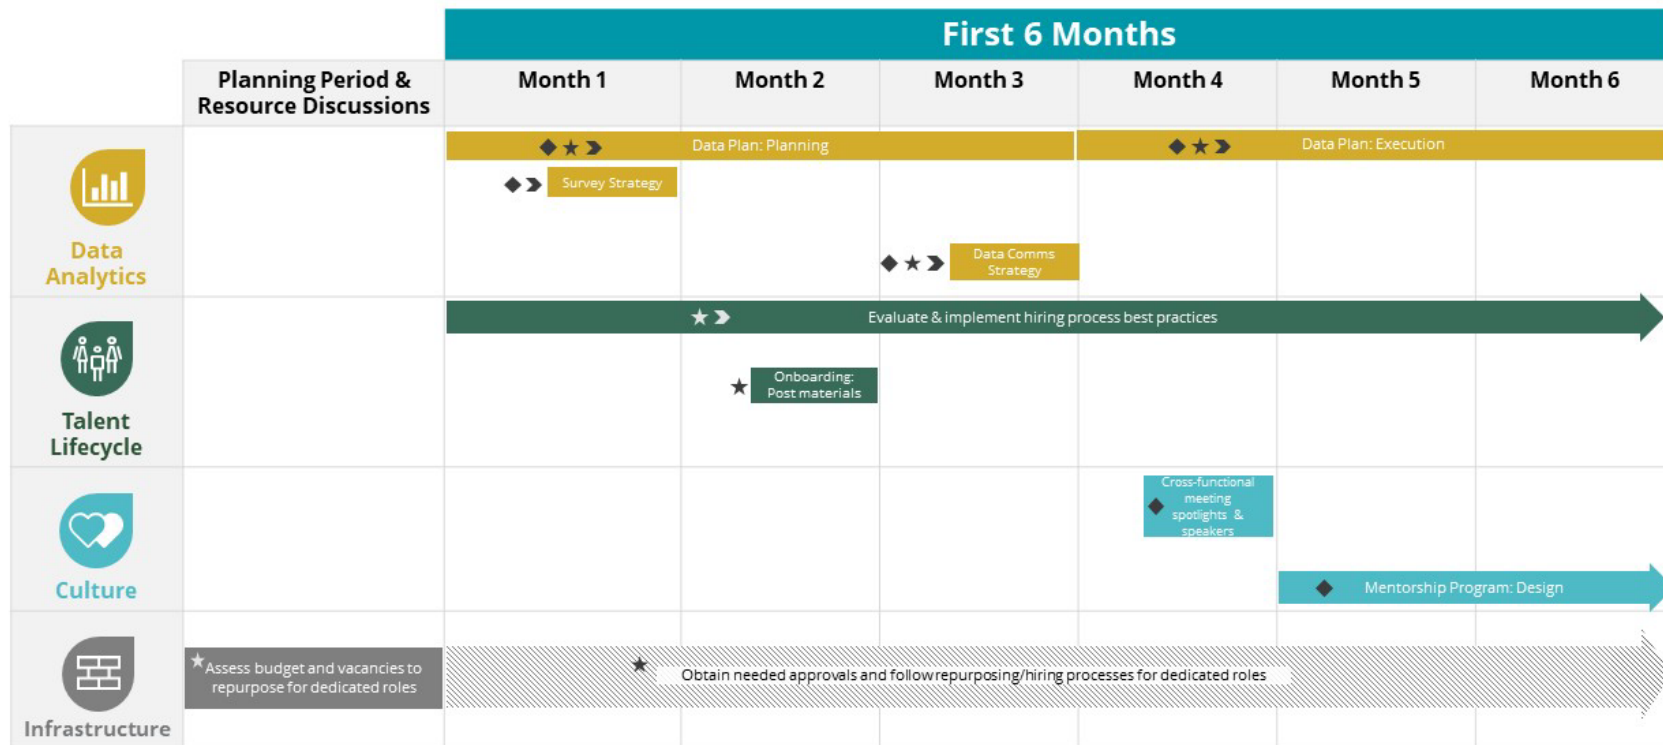 First 6 Months
Planning Period &
Resource Discussions
Month 1
Month 2
Month 3
Month 4
Month 5
Month 6
Data
Analytics
Data Plan: Planning
Data Plan: Execution
Survey Strategy
Data Comms
Strategy
Talent
Lifecycle
Evaluate & implement hiring process best practices
Onboarding:
Post materials
Culture
Cross-functional
meeting
spotlights &
speakers
Mentorship Program: Design
Infrastructure
Assess budget and vacancies to
repurpose for dedicated roles
Obtain needed approvals and follow repurposing/hiring processes for dedicated roles